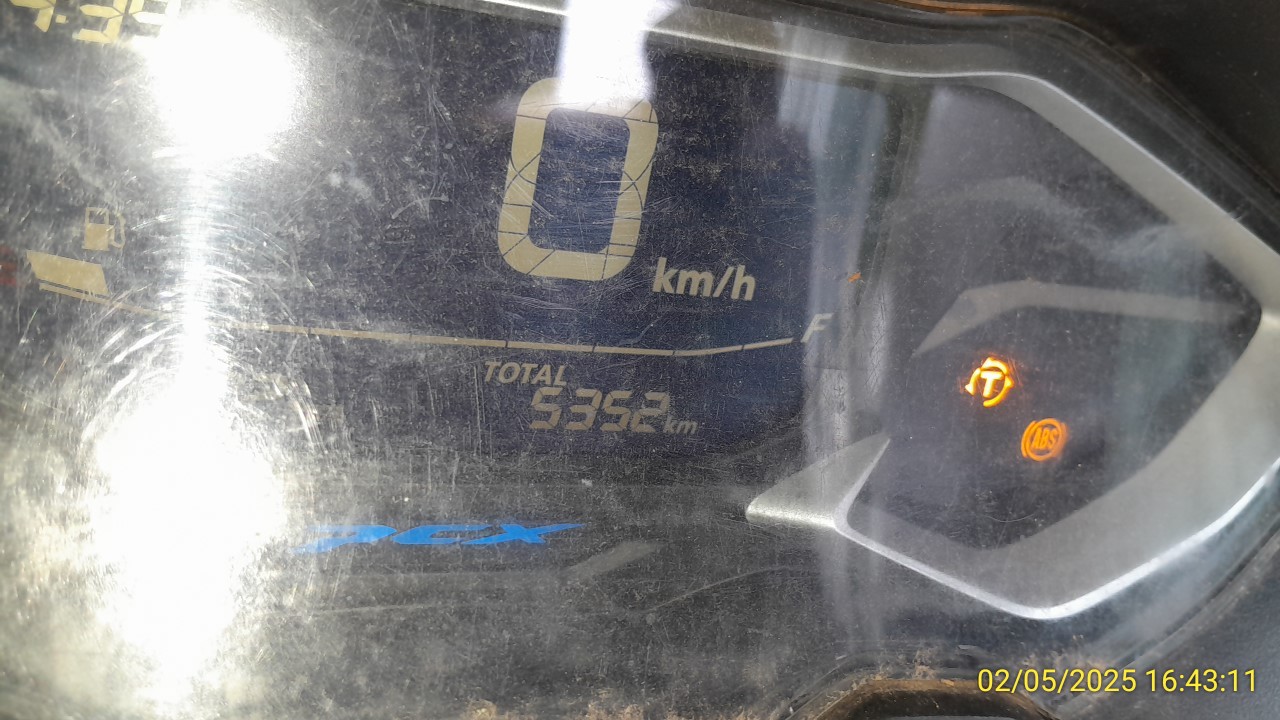 0
km/h
F
TOTAL
5352 km
PCX
T
ABS
02/05/2025 16:43:11